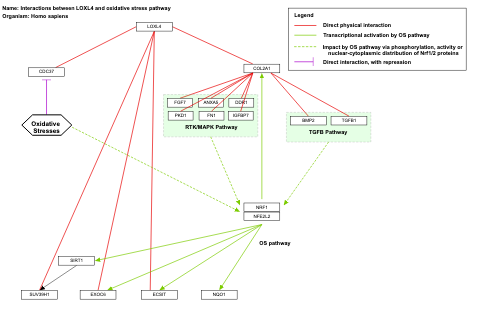 Name: Interactions between LOXL4 and oxidative stress pathway
Organism: Homo sapiens
Legend
Direct physical interaction
Transcriptional activation by OS pathway
Impact by OS pathway via phosphorylation, activity or
nuclear-cytoplasmic distribution of Nrf1/2 proteins
Direct interaction, with repression
LOXL4
CDC37
COL2A1
FGF7 ANXA5 DDR1
PKD1 FN1 IGFBP7
RTK/MAPK Pathway
BMP2 TGFB1
TGFB Pathway
Oxidative
Stresses
NRF1
NFE2L2
OS pathway
SIRT1
SUV39H1 EXOC6 ECSIT NQO1